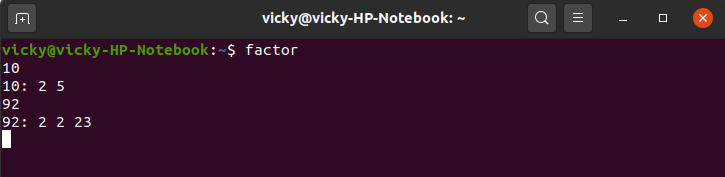 vicky@vicky-HP-Notebook: ~
vicky@vicky-HP-Notebook:~$ factor
10
10: 2 5
92
92: 2 2 23